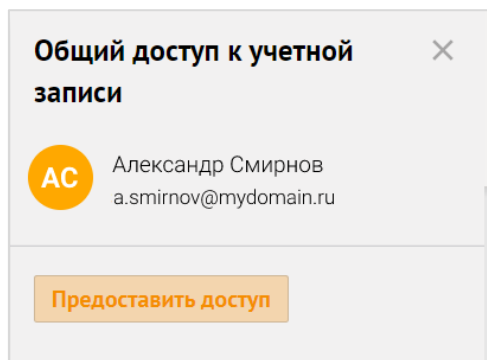 Общий доступ к учетной
записи
АС
Александр Смирнов
a.smirnov@mydomain.ru
Предоставить доступ